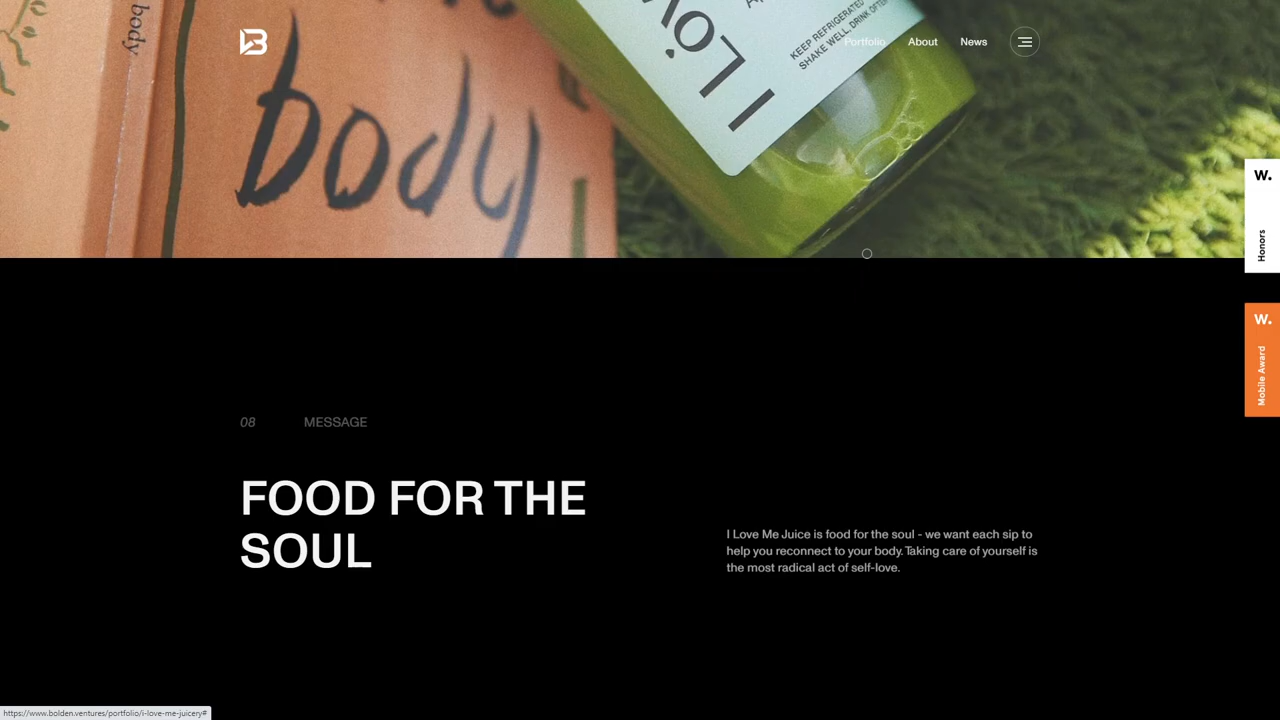 body
body
I Lov
KEEP REFRIGERATED
SHAKE WELL, DRINK OFTEN
Portfolio
About
News
W.
Honors
W.
Mobile Award
08
MESSAGE
FOOD FOR THE
SOUL
I Love Me Juice is food for the soul - we want each sip to
help you reconnect to your body. Taking care of yourself is
the most radical act of self-love.
https://www.bolden.ventures/portfolio/i-love-me-juicery#